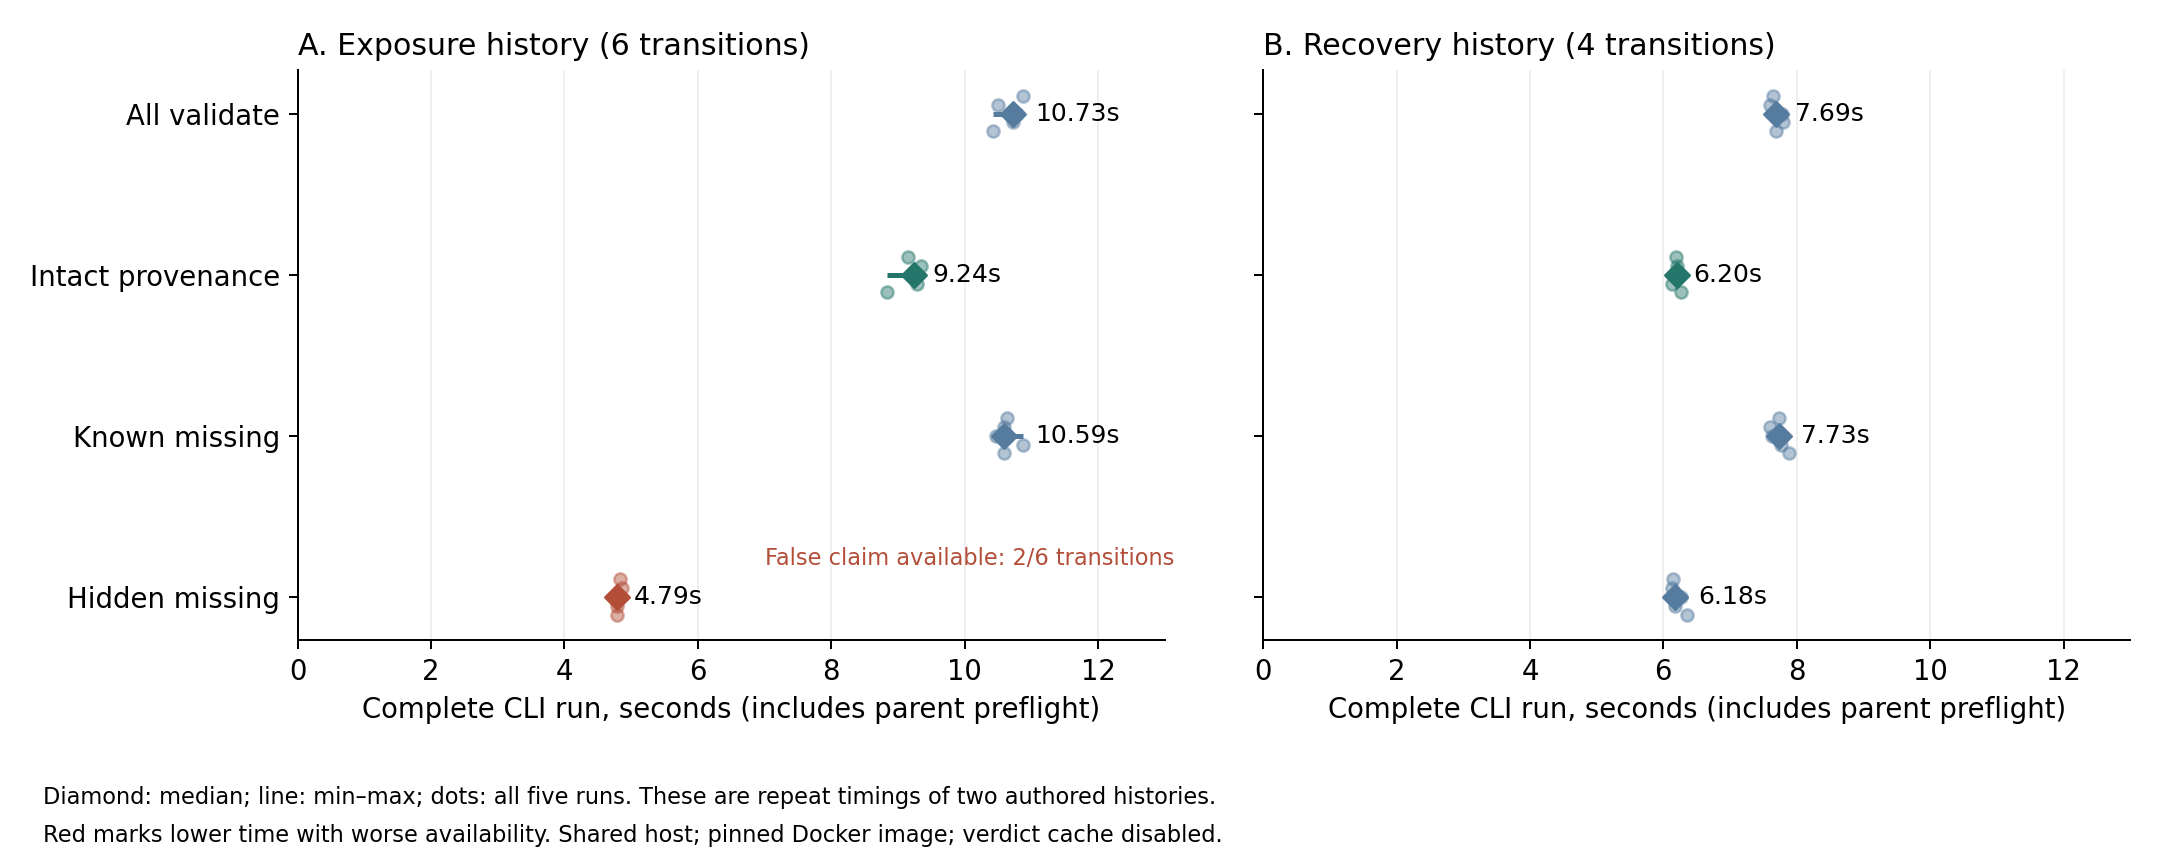 A. Exposure history (6 transitions)
All validate
10.73s
Intact provenance
9.24s
Known missing
10.59s
False claim available: 2/6 transitions
Hidden missing
4.79s
0 2 4 6 8 10 12
Complete CLI run, seconds (includes parent preflight)
B. Recovery history (4 transitions)
7.69s
6.20s
7.73s
6.18s
0 2 4 6 8 10 12
Complete CLI run, seconds (includes parent preflight)
Diamond: median; line: min–max; dots: all five runs. These are repeat timings of two authored histories.
Red marks lower time with worse availability. Shared host; pinned Docker image; verdict cache disabled.